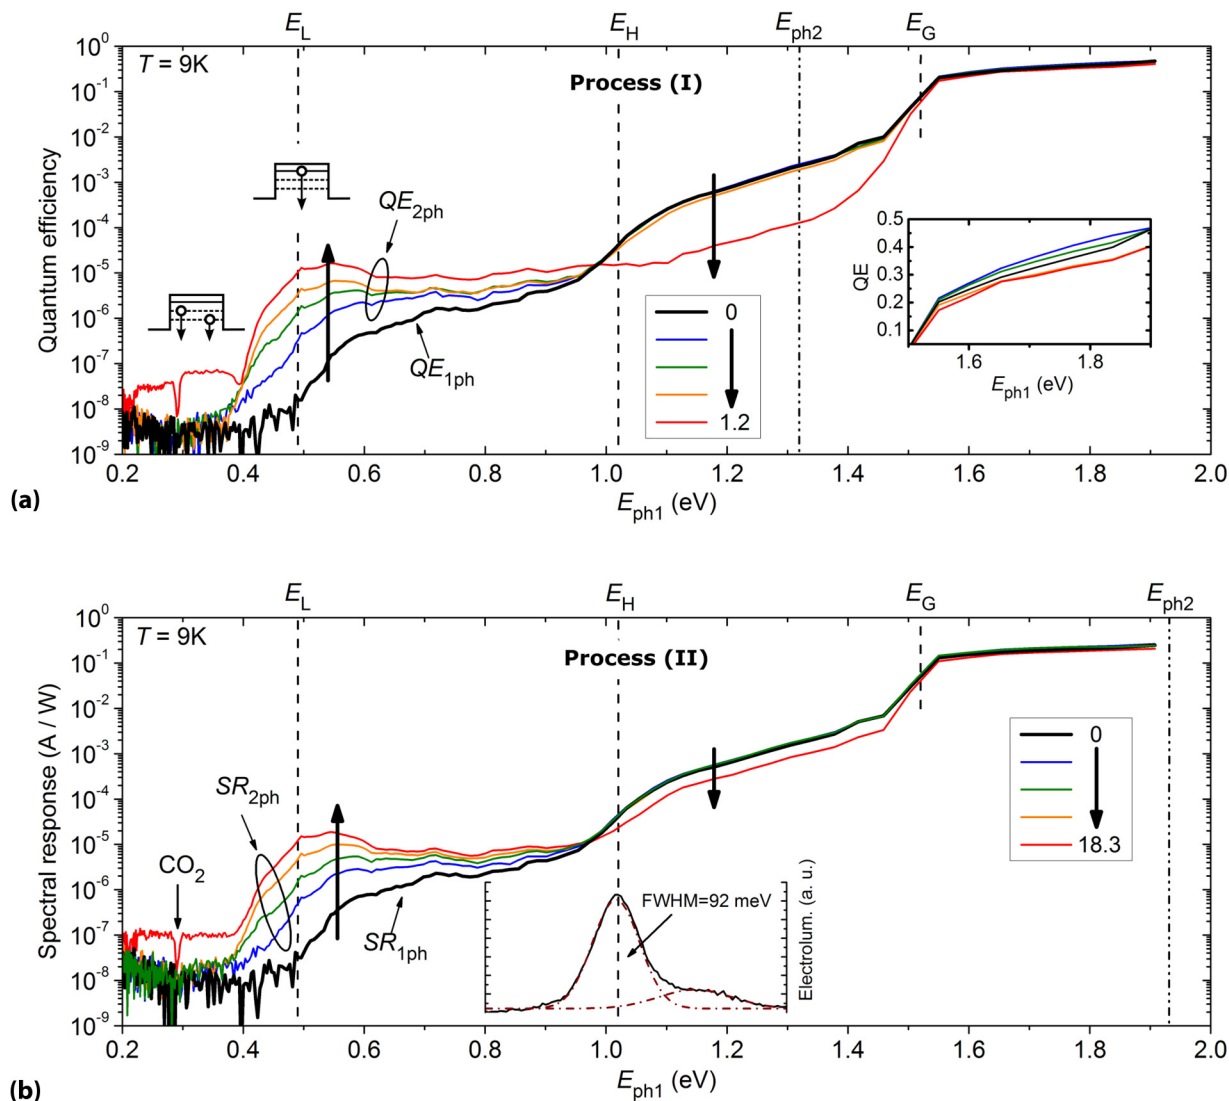 E_L E_H E_ph2 E_G
10^0
10^-1
10^-2
10^-3
10^-4
10^-5
10^-6
10^-7
10^-8
10^-9
Quantum efficiency
T = 9K
Process (I)
QE_2ph
QE_1ph
0
1.2
0.5
0.4
0.3
0.2
0.1
QE
1.6 1.8
E_ph1 (eV)
0.2 0.4 0.6 0.8 1.0 1.2 1.4 1.6 1.8 2.0
E_ph1 (eV)
(a)
E_L E_H E_G E_ph2
10^0
10^-1
10^-2
10^-3
10^-4
10^-5
10^-6
10^-7
10^-8
10^-9
Spectral response (A / W)
T = 9K
Process (II)
SR_2ph
CO_2
SR_1ph
0
18.3
FWHM=92 meV
Electrolum. (a. u.)
0.2 0.4 0.6 0.8 1.0 1.2 1.4 1.6 1.8 2.0
E_ph1 (eV)
(b)